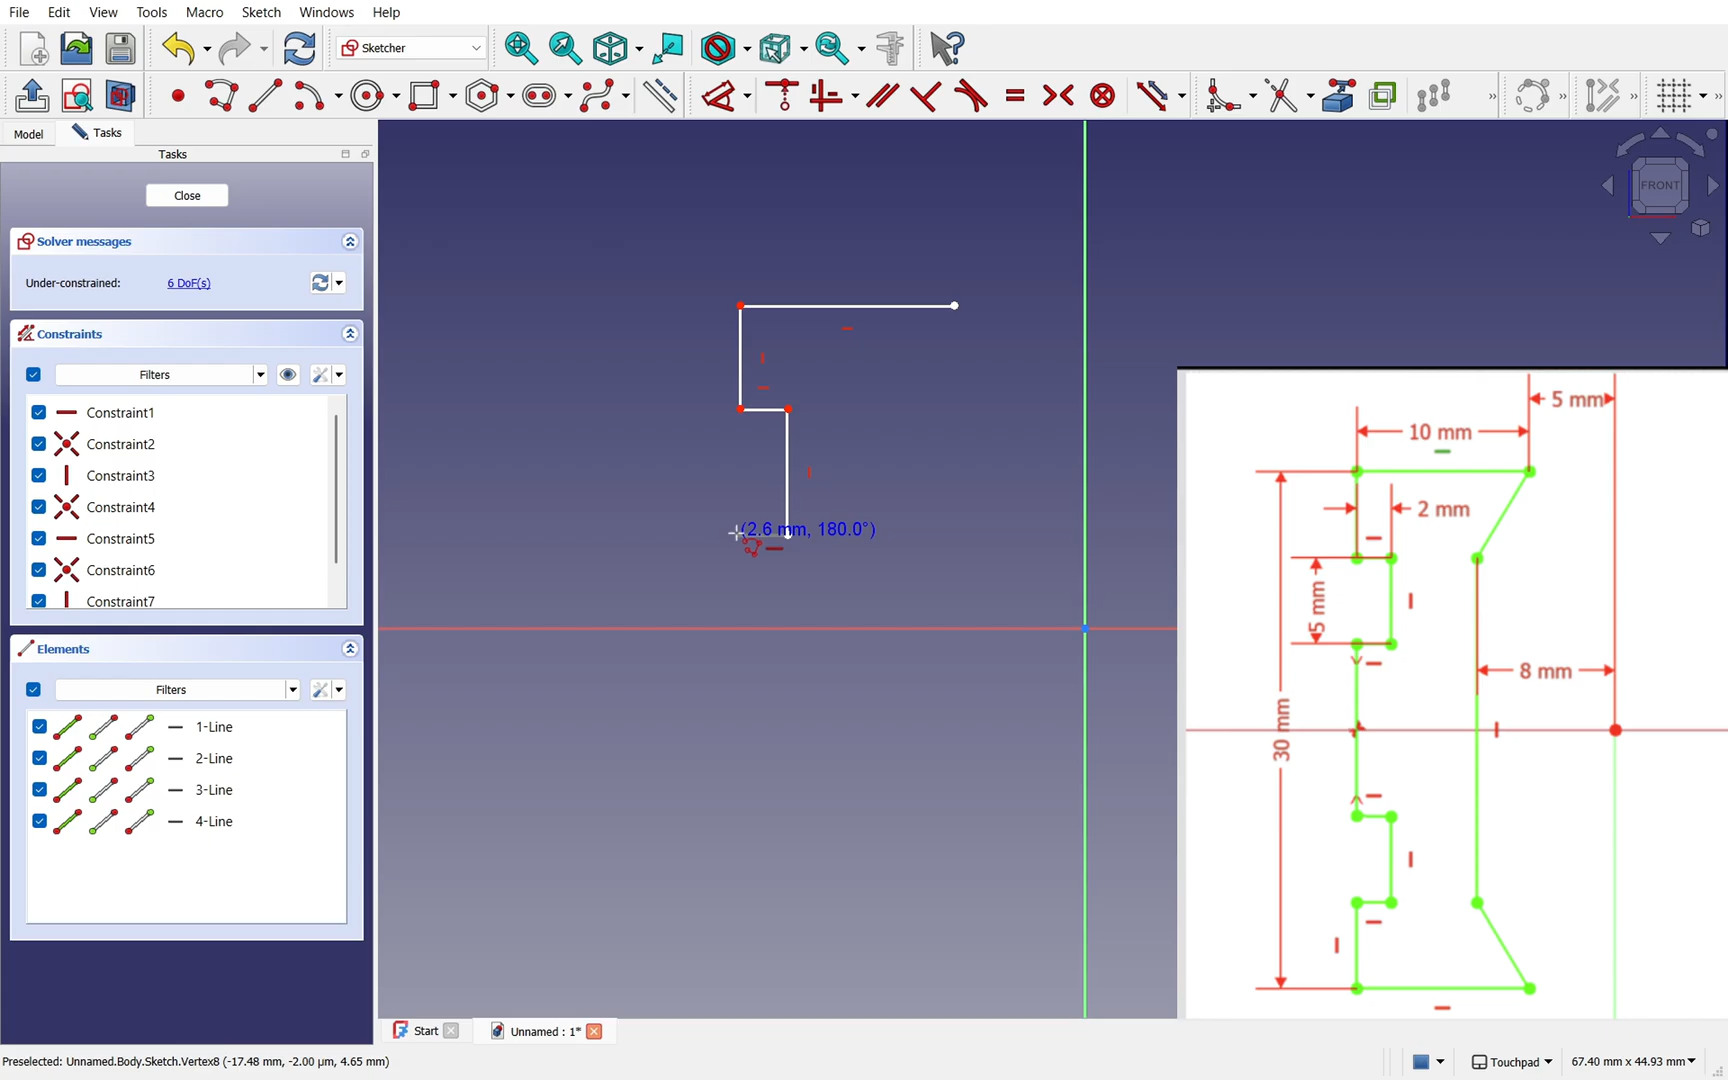 File Edit View Tools Macro Sketch Windows Help
Sketcher
Model Tasks
Tasks
Close
Solver messages
Under-constrained: 6 DoF(s)
Constraints
Filters
Constraint1
Constraint2
Constraint3
Constraint4
Constraint5
Constraint6
Constraint7
Elements
Filters
1-Line
2-Line
3-Line
4-Line
FRONT
(2.6 mm, 180.0°)
5 mm
10 mm
2 mm
5 mm
8 mm
30 mm
Start Unnamed : 1*
Preselected: Unnamed.Body.Sketch.Vertex8 (-17.48 mm, -2.00 µm, 4.65 mm) Touchpad 67.40 mm x 44.93 mm